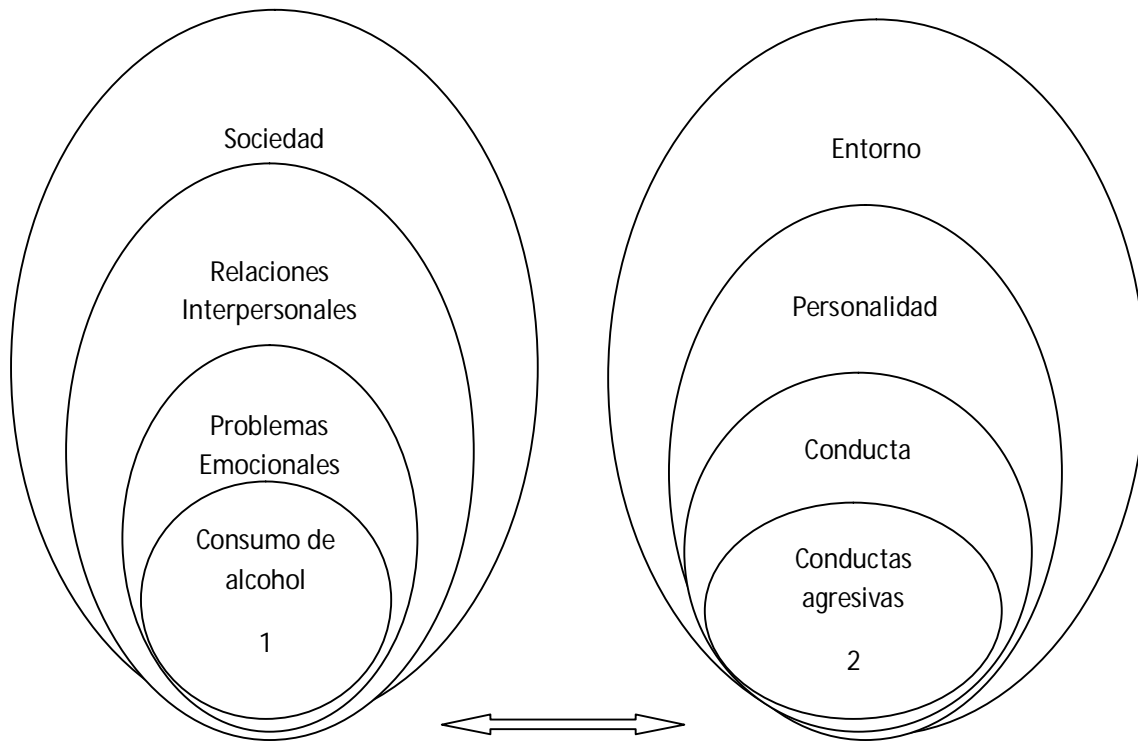 Sociedad
Relaciones
Interpersonales
Problemas
Emocionales
Consumo de
alcohol
1
Entorno
Personalidad
Conducta
Conductas
agresivas
2